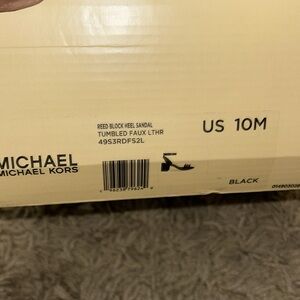 REED BLOCK HEEL SANDAL
TUMBLED FAUX LTHR
49S3RDFS2L
US 10M
MICHAEL
MICHAEL KORS
BLACK